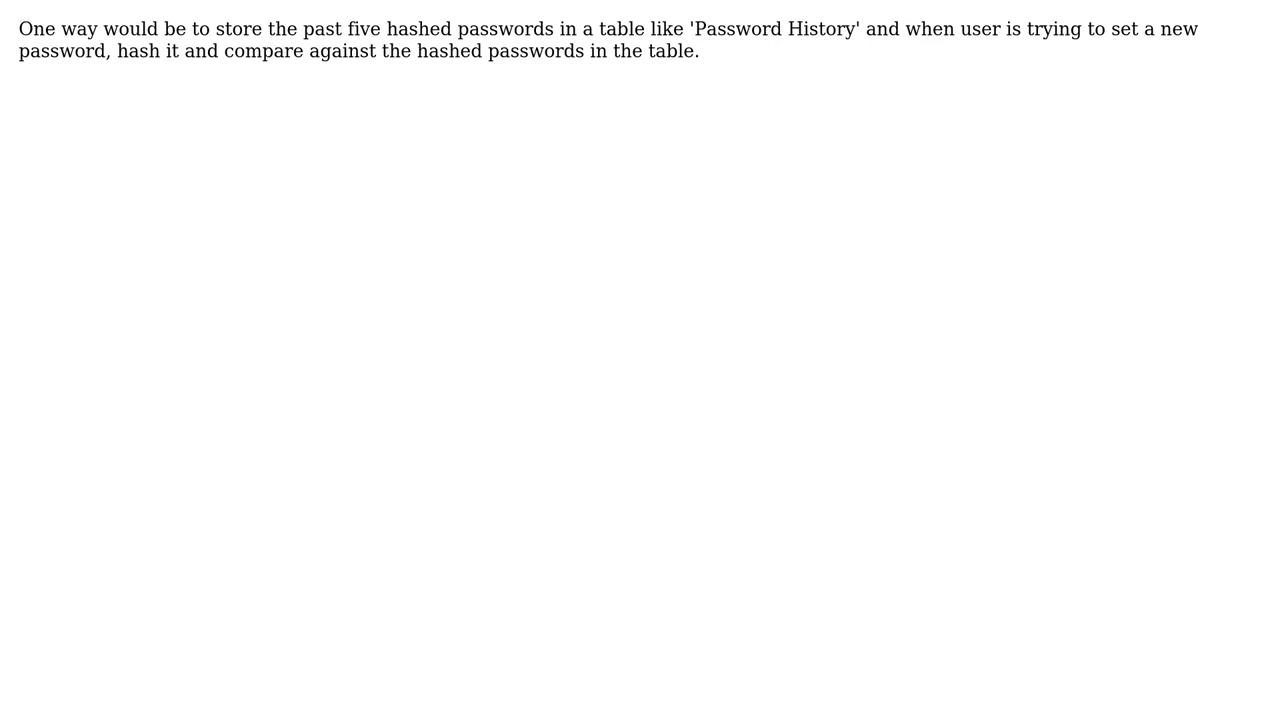 One way would be to store the past five hashed passwords in a table like 'Password History' and when user is trying to set a new
password, hash it and compare against the hashed passwords in the table.